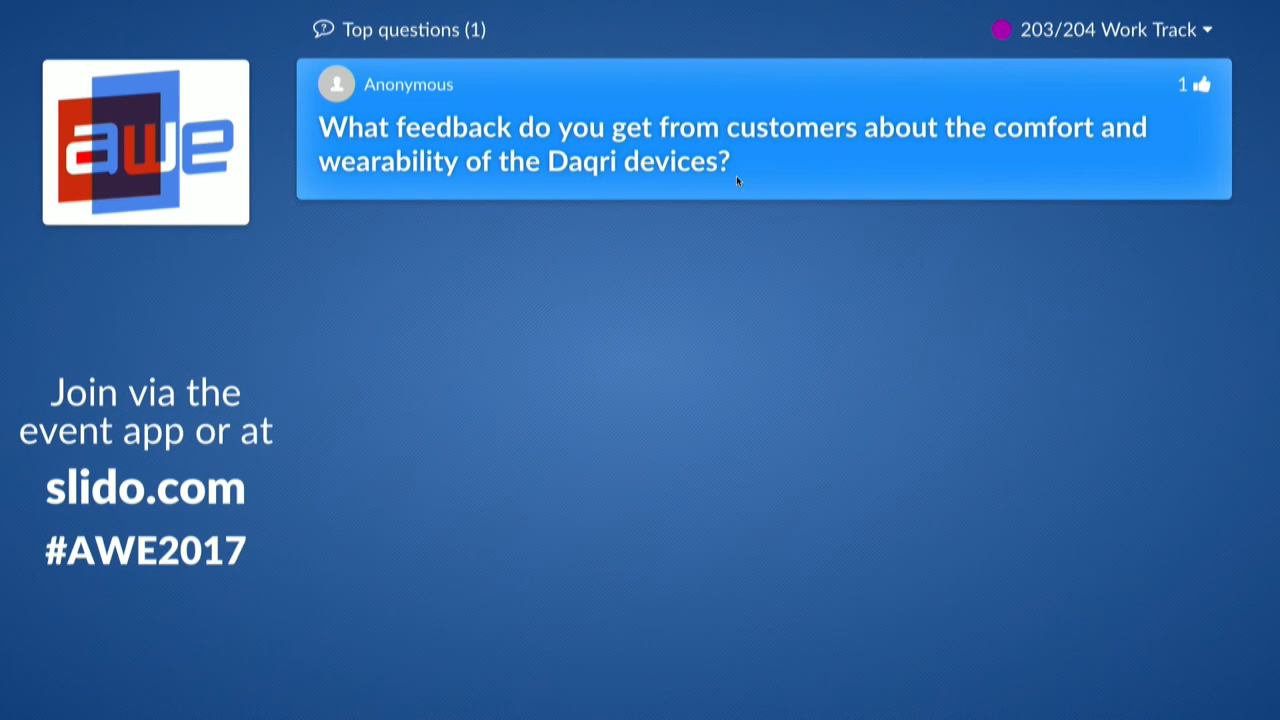 Top questions (1)
203/204 Work Track
awe
Anonymous
1
What feedback do you get from customers about the comfort and
wearability of the Daqri devices?
Join via the
event app or at
slido.com
#AWE2017